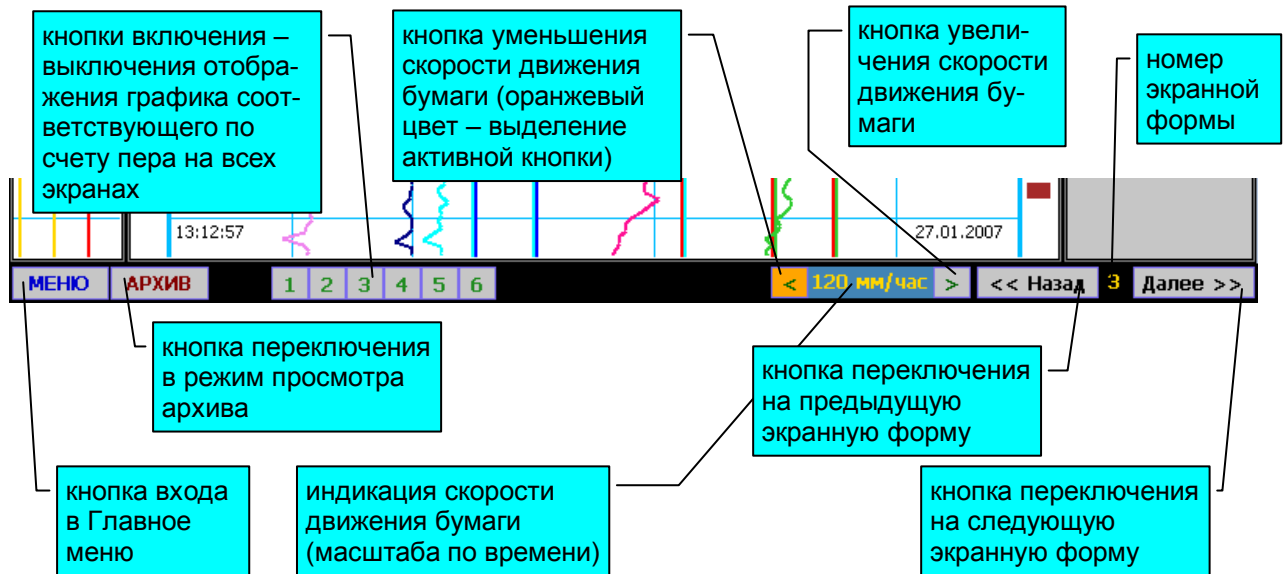 кнопки включения –
выключения отобра-
жения графика соот-
ветствующего по
счету пера на всех
экранах
кнопка уменьшения
скорости движения
бумаги (оранжевый
цвет – выделение
активной кнопки)
кнопка увели-
чения скорости
движения бу-
маги
номер
экранной
формы
13:12:57
27.01.2007
МЕНЮ АРХИВ 1 2 3 4 5 6 < 120 мм/час > << Назад 3 Далее >>
кнопка переключения
в режим просмотра
архива
кнопка переключения
на предыдущую
экранную форму
кнопка входа
в Главное
меню
индикация скорости
движения бумаги
(масштаба по времени)
кнопка переключения
на следующую
экранную форму